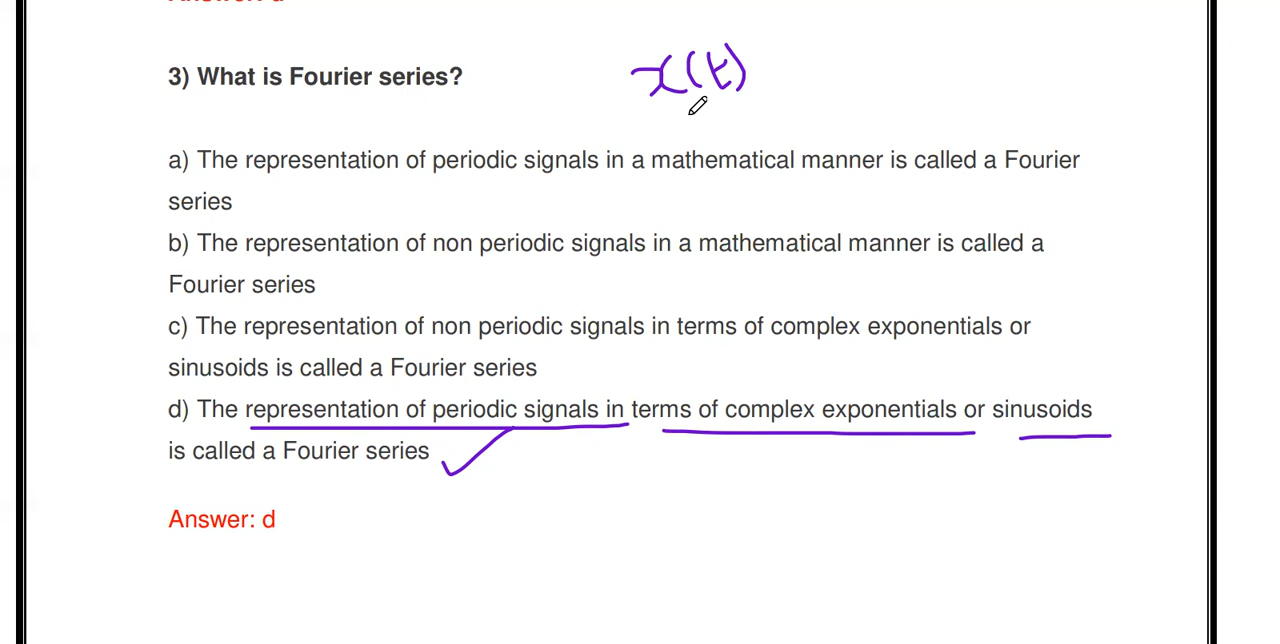 3) What is Fourier series?
x(t)
a) The representation of periodic signals in a mathematical manner is called a Fourier
series
b) The representation of non periodic signals in a mathematical manner is called a
Fourier series
c) The representation of non periodic signals in terms of complex exponentials or
sinusoids is called a Fourier series
d) The representation of periodic signals in terms of complex exponentials or sinusoids
is called a Fourier series
Answer: d